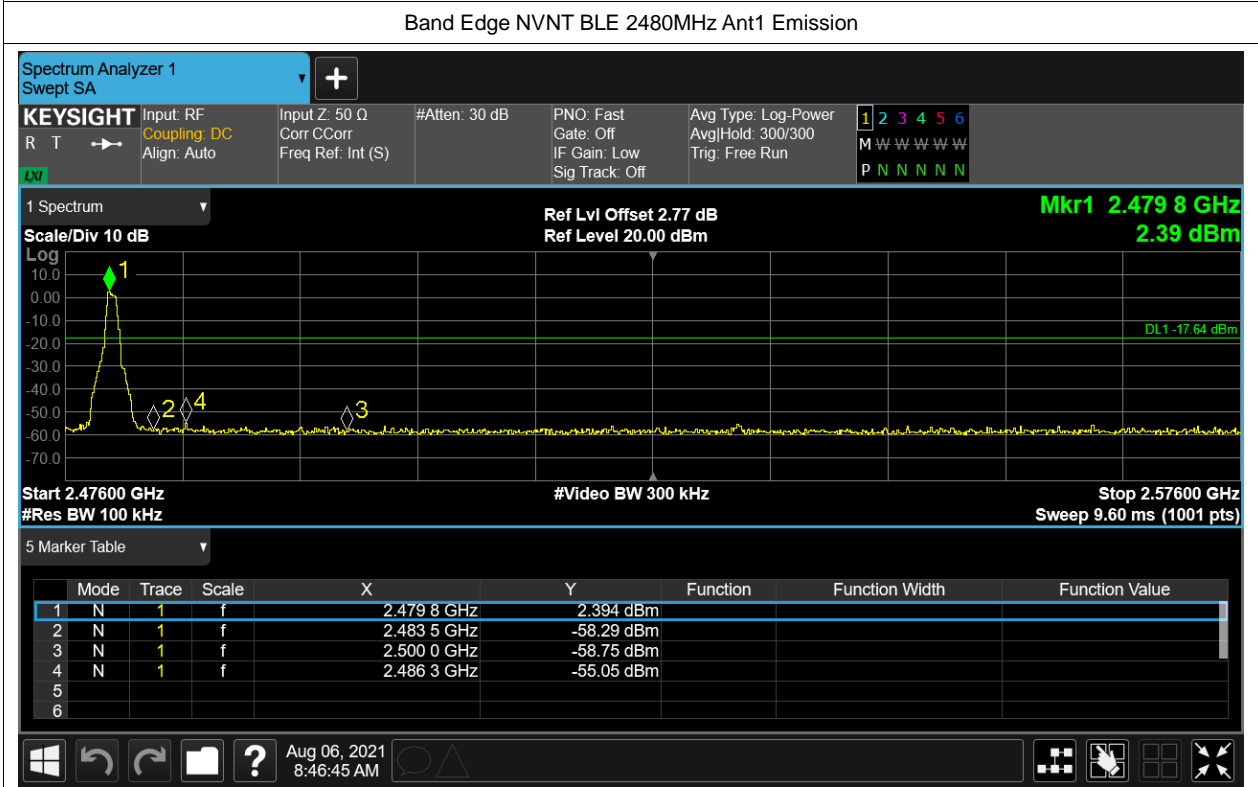 Band Edge NVNT BLE 2480MHz Ant1 Emission
Spectrum Analyzer 1
Swept SA
KEYSIGHT
R T
LXI
Input: RF
Coupling: DC
Align: Auto
Input Z: 50 Ω
Corr CCorr
Freq Ref: Int (S)
#Atten: 30 dB
PNO: Fast
Gate: Off
IF Gain: Low
Sig Track: Off
Avg Type: Log-Power
Avg|Hold: 300/300
Trig: Free Run
1 2 3 4 5 6
M W W W W W
P N N N N N
1 Spectrum
Scale/Div 10 dB
Ref Lvl Offset 2.77 dB
Ref Level 20.00 dBm
Mkr1 2.479 8 GHz
2.39 dBm
Log
10.0
0.00
-10.0
-20.0
-30.0
-40.0
-50.0
-60.0
-70.0
1
2
4
3
DL1 -17.64 dBm
Start 2.47600 GHz
#Res BW 100 kHz
#Video BW 300 kHz
Stop 2.57600 GHz
Sweep 9.60 ms (1001 pts)
5 Marker Table
Mode Trace Scale X Y Function Function Width Function Value
1 N 1 f 2.479 8 GHz 2.394 dBm
2 N 1 f 2.483 5 GHz -58.29 dBm
3 N 1 f 2.500 0 GHz -58.75 dBm
4 N 1 f 2.486 3 GHz -55.05 dBm
5
6
?
Aug 06, 2021
8:46:45 AM